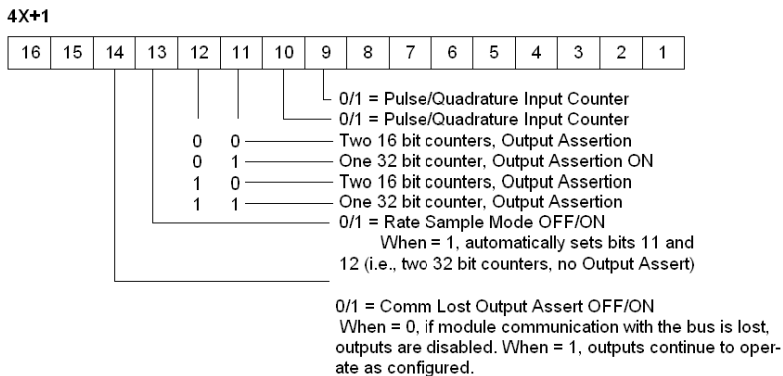 4X+1
16 15 14 13 12 11 10 9 8 7 6 5 4 3 2 1
0/1 = Pulse/Quadrature Input Counter
0/1 = Pulse/Quadrature Input Counter
0 0 Two 16 bit counters, Output Assertion
0 1 One 32 bit counter, Output Assertion ON
1 0 Two 16 bit counters, Output Assertion
1 1 One 32 bit counter, Output Assertion
0/1 = Rate Sample Mode OFF/ON
When = 1, automatically sets bits 11 and
12 (i.e., two 32 bit counters, no Output Assert)
0/1 = Comm Lost Output Assert OFF/ON
When = 0, if module communication with the bus is lost,
outputs are disabled. When = 1, outputs continue to oper-
ate as configured.